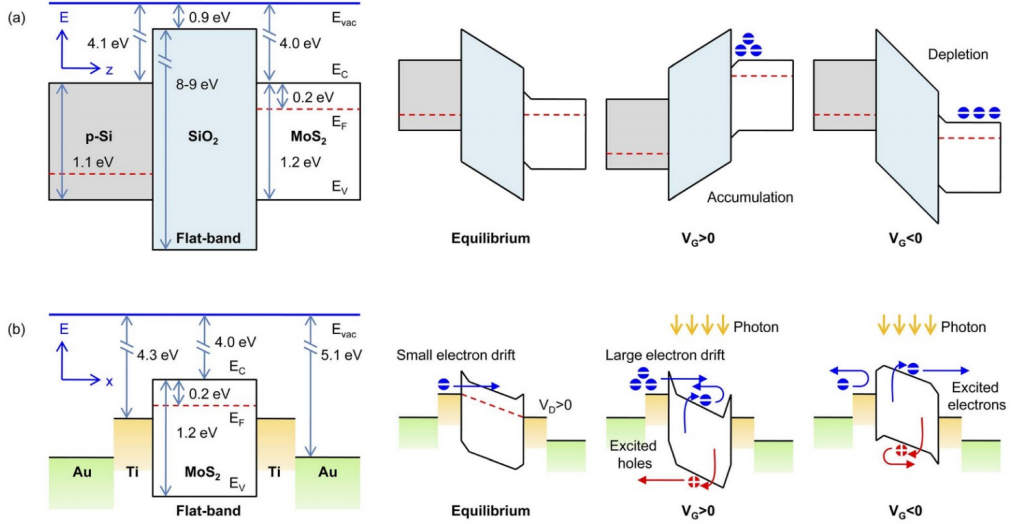 (a)
E
z
4.1 eV
0.9 eV
4.0 eV
E_vac
8-9 eV
E_C
0.2 eV
E_F
p-Si
SiO₂
MoS₂
1.1 eV
1.2 eV
E_V
Flat-band
Equilibrium
Accumulation
V_G>0
Depletion
V_G<0
(b)
E
x
4.3 eV
4.0 eV
E_vac
5.1 eV
E_C
0.2 eV
E_F
1.2 eV
Au
Ti
MoS₂
Ti
Au
E_V
Flat-band
Small electron drift
V_D>0
Equilibrium
Photon
Large electron drift
Excited
holes
V_G>0
Photon
Excited
electrons
V_G<0